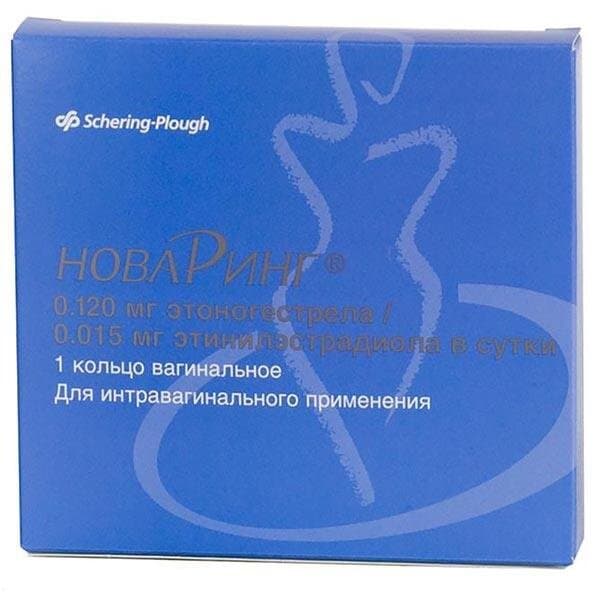 Schering-Plough
НОВАРИНГ®
0.120 мг этоногестрела /
0.015 мг этинилэстрадиола в сутки
1 кольцо вагинальное
Для интравагинального применения